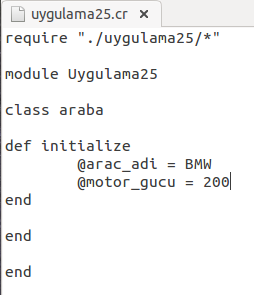 uygulama25.cr
require "./uygulama25/*"
module Uygulama25
class araba
def initialize
@arac_adi = BMW
@motor_gucu = 200
end
end
end